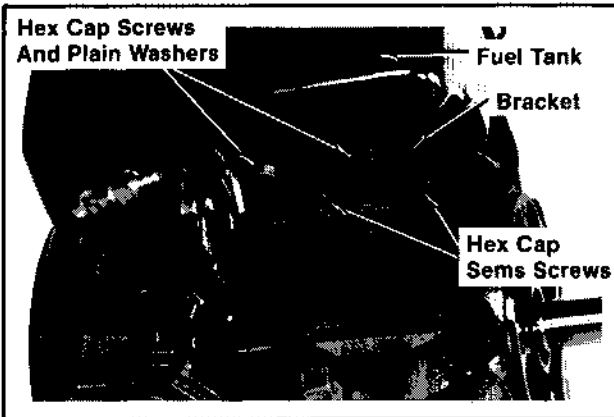 Hex Cap Screws
And Plain Washers
Fuel Tank
Bracket
Hex Cap
Sems Screws